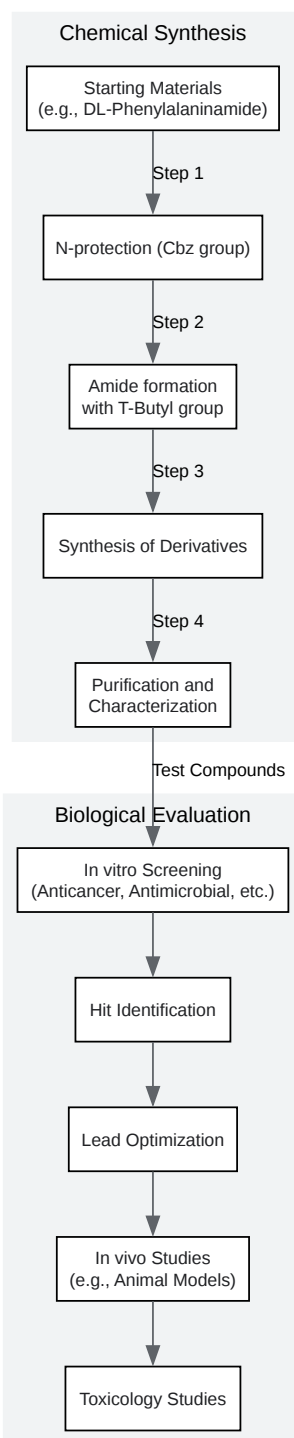 Chemical Synthesis
Starting Materials
(e.g., DL-Phenylalaninamide)
Step 1
N-protection (Cbz group)
Step 2
Amide formation
with T-Butyl group
Step 3
Synthesis of Derivatives
Step 4
Purification and
Characterization
Test Compounds
Biological Evaluation
In vitro Screening
(Anticancer, Antimicrobial, etc.)
Hit Identification
Lead Optimization
In vivo Studies
(e.g., Animal Models)
Toxicology Studies